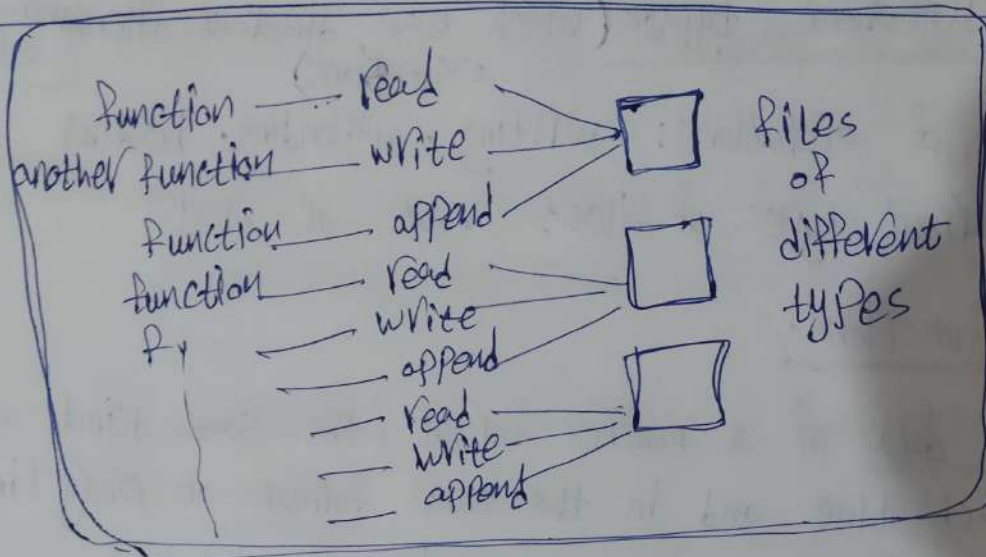 function read
another function write
function append
function read
fy write
append
read
write
append
files
of
different
types